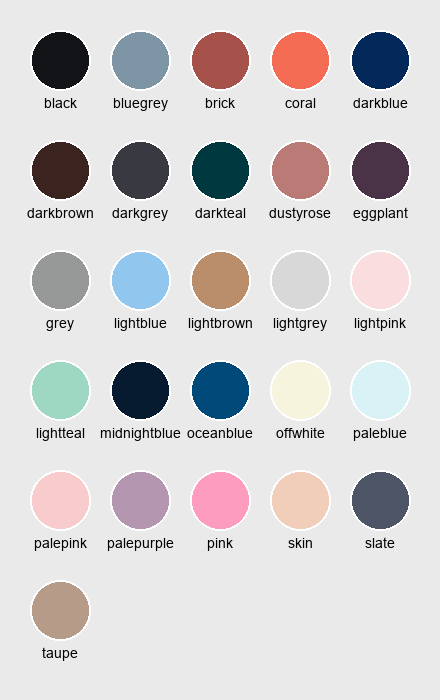 black bluegrey brick coral darkblue
darkbrown darkgrey darkteal dustyrose eggplant
grey lightblue lightbrown lightgrey lightpink
lightteal midnightblue oceanblue offwhite paleblue
palepink palepurple pink skin slate
taupe